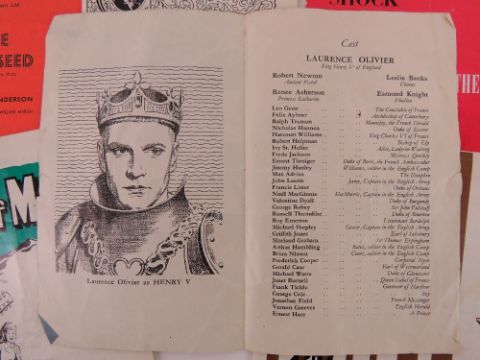 SHOCK
THE
E
SEED
ANDERSON
of M
Laurence Olivier as HENRY V
Cast
LAURENCE OLIVIER
King Henry V of England
Robert Newton
Ancient Pistol
Leslie Banks
Chorus
Renee Asherson
Princess Katharine
Esmond Knight
Fluellen
Leo Genn .. The Constable of France
Felix Aylmer .. Archbishop of Canterbury
Ralph Truman .. Mountjoy, the French Herald
Nicholas Hannen .. Duke of Exeter
Harcourt Williams .. King Charles VI of France
Robert Helpman .. Bishop of Ely
Ivy St. Helier .. Alice, Lady-in-Waiting
Freda Jackson .. Mistress Quickly
Ernest Thesiger .. Duke of Berri, the French Ambassador
Jimmy Hanley .. Williams, soldier in the English Camp
Max Adrian .. The Dauphin
John Laurie .. Jamy, Captain in the English Army
Francis Lister .. Duke of Orleans
Niall MacGinnis .. MacMorris, Captain in the English Army
Valentine Dyall .. Duke of Burgundy
George Robey .. Sir John Falstaff
Russell Thorndike .. Duke of Bourbon
Roy Emerton .. Lieutenant Bardolph
Michael Shepley .. Gower, Captain in the English Army
Griffith Jones .. Earl of Salisbury
Morland Graham .. Sir Thomas Erpingham
Arthur Hambling .. Bates, soldier in the English Camp
Brian Nissen .. Court, soldier in the English Camp
Frederick Cooper .. Corporal Nym
Gerald Case .. Earl of Westmorland
Michael Warre .. Duke of Gloucester
Janet Burnell .. Queen Isabel of France
Frank Tickle .. Governor of Harfleur
George Cole .. Boy
Jonathan Field .. French Messenger
Vernon Greeves .. English Herald
Ernest Hare .. A Priest